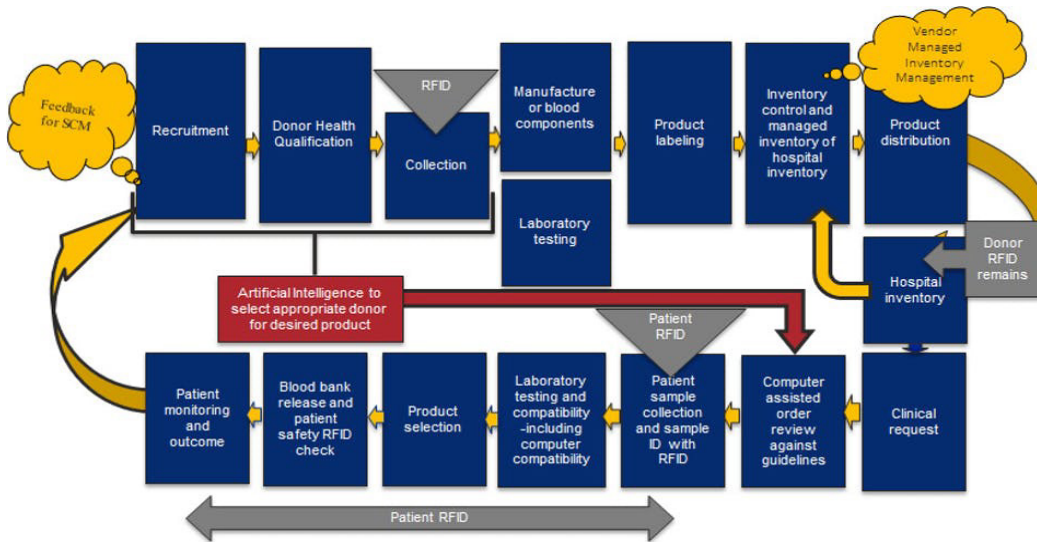 Feedback
for SCM
Recruitment
Donor Health
Qualification
RFID
Collection
Manufacture
or blood
components
Laboratory
testing
Product
labeling
Inventory
control and
managed
inventory of
hospital
inventory
Vendor
Managed
Inventory
Management
Product
distribution
Donor
RFID
remains
Hospital
inventory
Artificial Intelligence to
select appropriate donor
for desired product
Patient
RFID
Patient
monitoring
and
outcome
Blood bank
release and
patient
safety RFID
check
Product
selection
Laboratory
testing and
compatibility
-including
computer
compatibility
Patient
sample
collection
and sample
ID with
RFID
Computer
assisted
order
review
against
guidelines
Clinical
request
Patient RFID